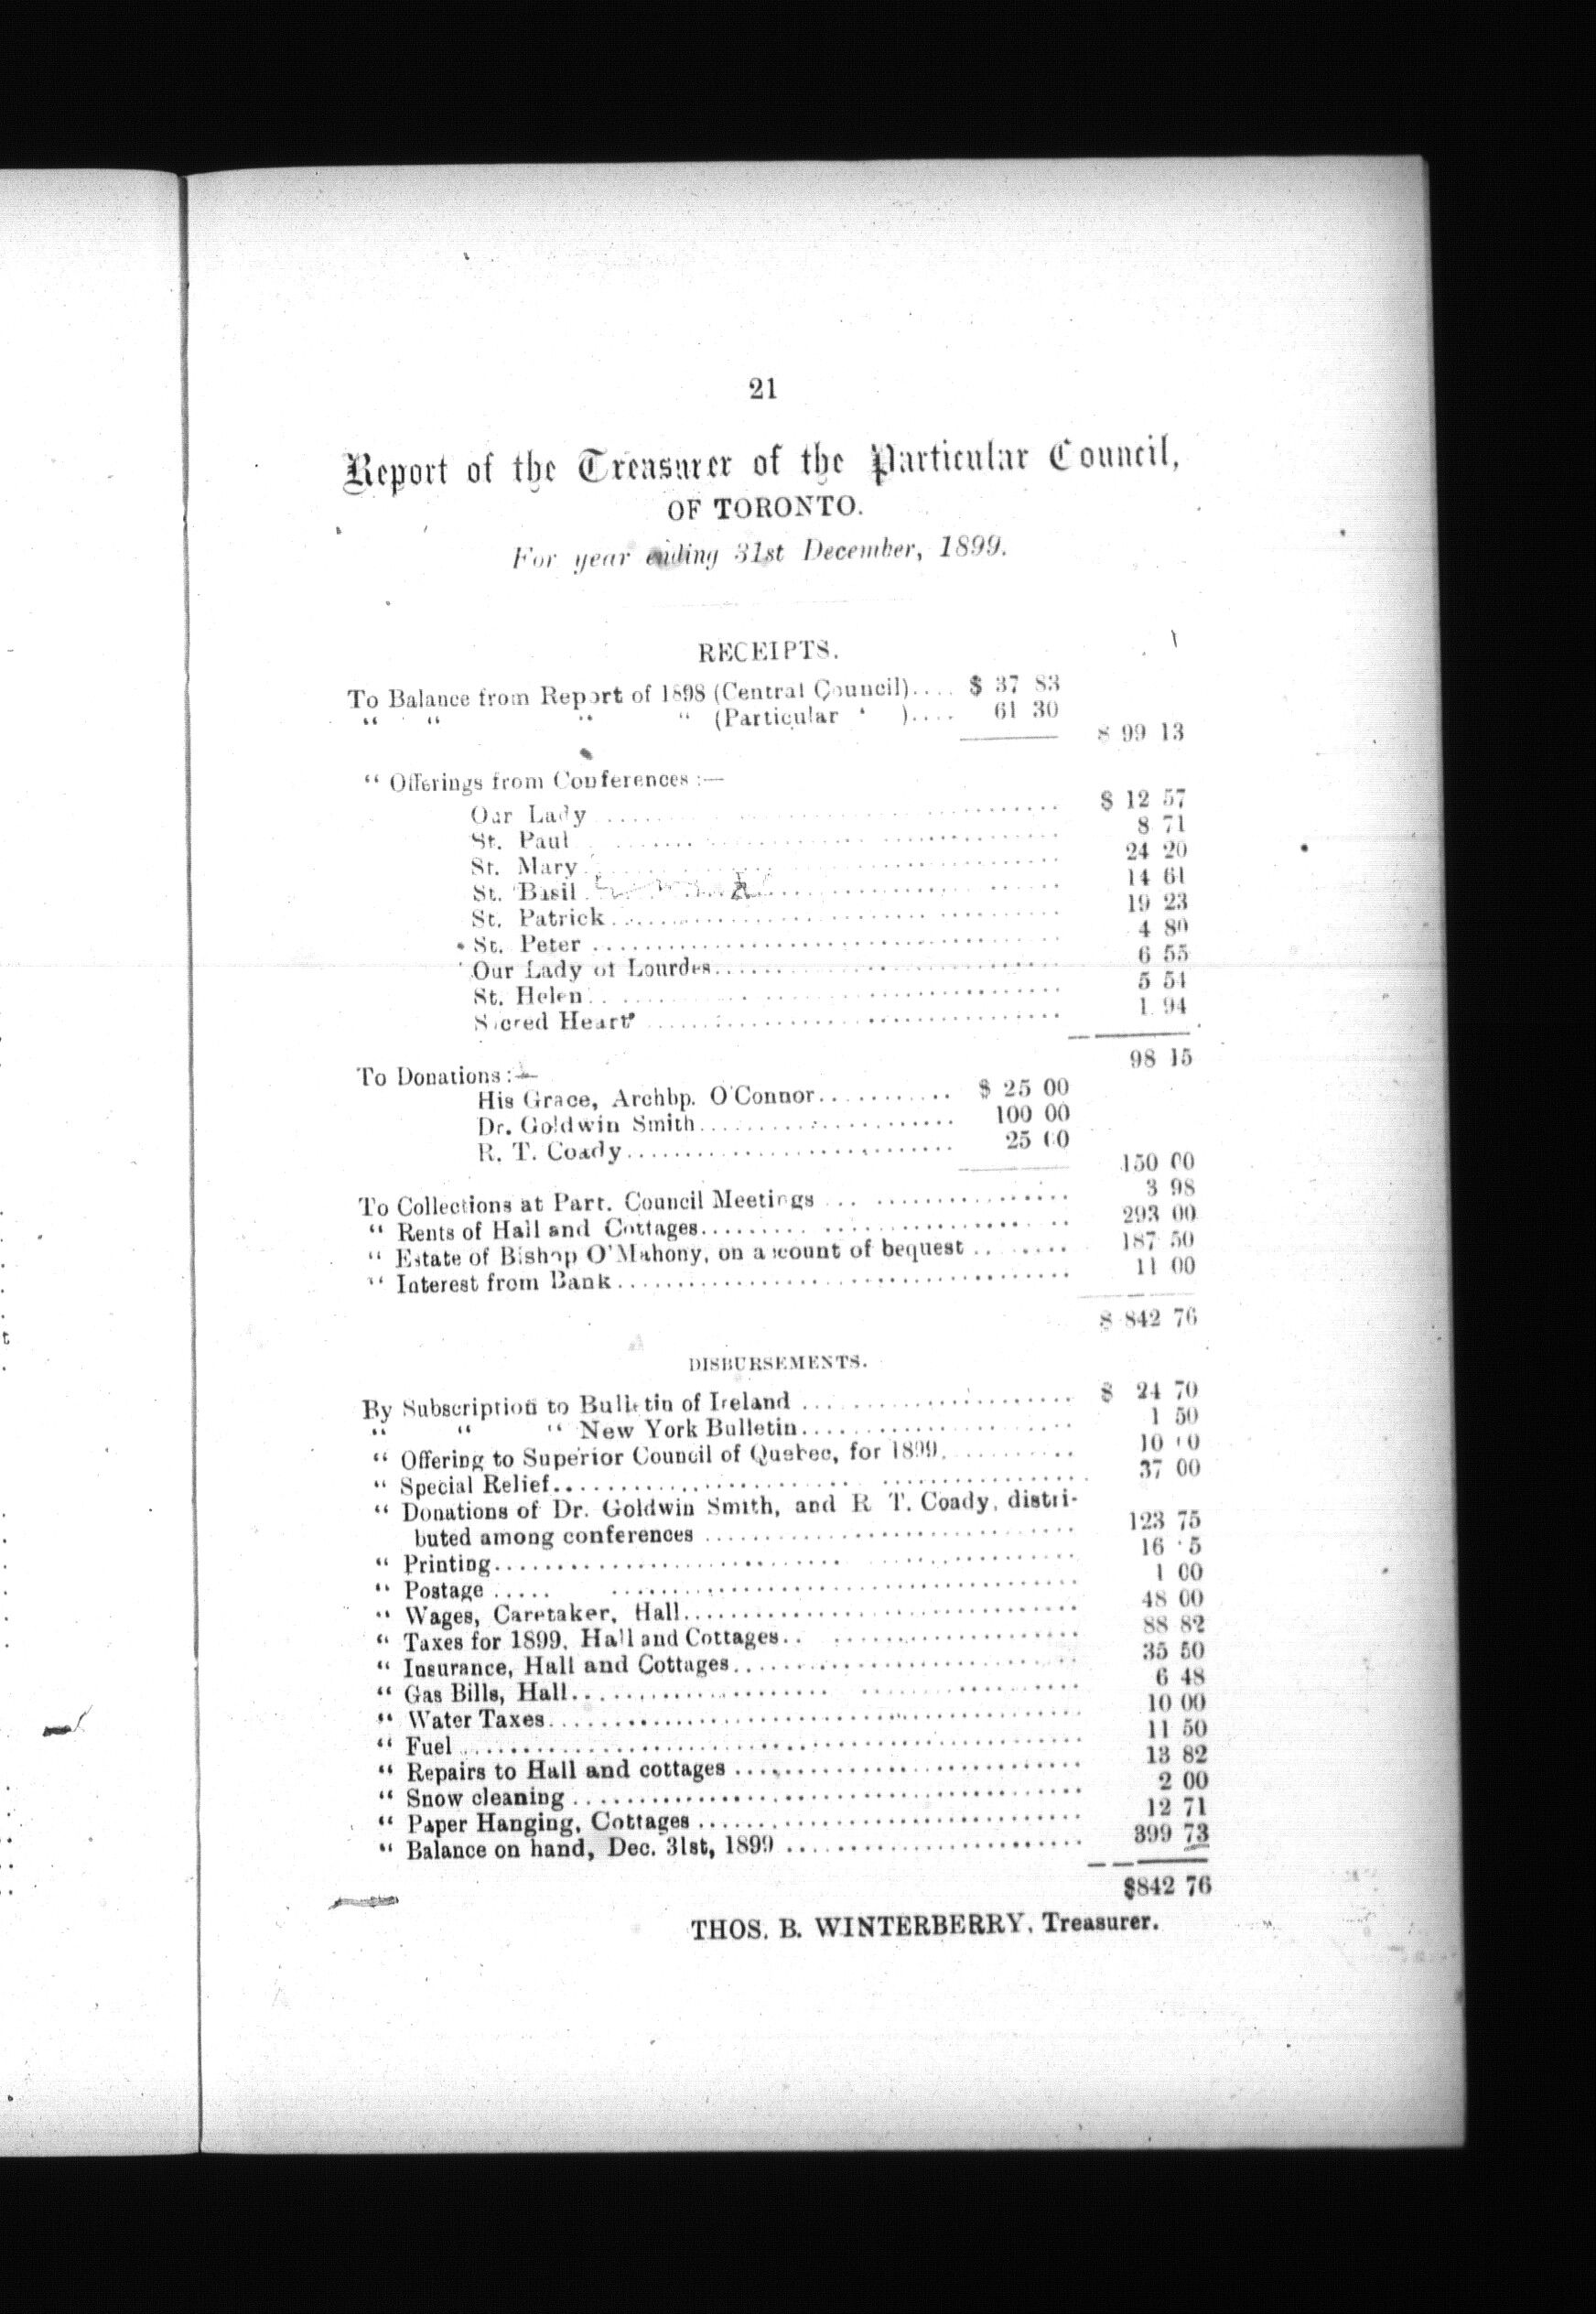 21
Report of the Treasurer of the Particular Council,
OF TORONTO.
For year ending 31st December, 1899.
RECEIPTS.
To Balance from Report of 1898 (Central Council).... $ 37 83
“ “ “ “ (Particular “ ).... 61 30
$ 99 13
“ Offerings from Conferences :—
Our Lady .................... $ 12 57
St. Paul .................... 8 71
St. Mary .................... 24 20
St. Basil .................... 14 61
St. Patrick .................... 19 23
St. Peter .................... 4 80
Our Lady of Lourdes .................... 6 55
St. Helen .................... 5 54
Sacred Heart .................... 1 94
98 15
To Donations :—
His Grace, Archbp. O'Connor ........... $ 25 00
Dr. Goldwin Smith .................... 100 00
R. T. Coady .................... 25 00
150 00
To Collections at Part. Council Meetings .................... 3 98
“ Rents of Hall and Cottages .................... 293 00
“ Estate of Bishop O'Mahony, on account of bequest ........ 187 50
“ Interest from Bank .................... 11 00
$ 842 76
DISBURSEMENTS.
By Subscription to Bulletin of Ireland .................... $ 24 70
“ “ “ New York Bulletin .................... 1 50
“ Offering to Superior Council of Quebec, for 1899 .......... 10 00
“ Special Relief .................... 37 00
“ Donations of Dr. Goldwin Smith, and R T. Coady, distri-
buted among conferences .................... 123 75
“ Printing .................... 16 5
“ Postage .................... 1 00
“ Wages, Caretaker, Hall .................... 48 00
“ Taxes for 1899, Hall and Cottages .................... 88 82
“ Insurance, Hall and Cottages .................... 35 50
“ Gas Bills, Hall .................... 6 48
“ Water Taxes .................... 10 00
“ Fuel .................... 11 50
“ Repairs to Hall and cottages .................... 13 82
“ Snow cleaning .................... 2 00
“ Paper Hanging, Cottages .................... 12 71
“ Balance on hand, Dec. 31st, 1899 .................... 399 73
$842 76
THOS. B. WINTERBERRY, Treasurer.